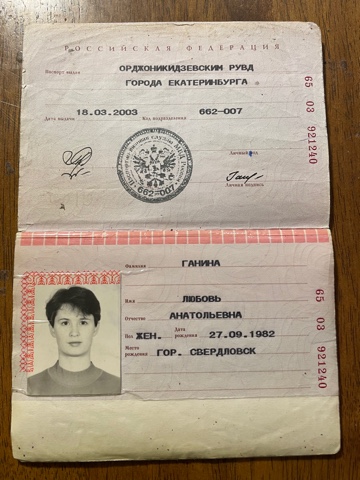 РОССИЙСКАЯ ФЕДЕРАЦИЯ
Паспорт выдан ОРДЖОНИКИДЗЕВСКИМ РУВД
ГОРОДА ЕКАТЕРИНБУРГА
Дата выдачи 18.03.2003 Код подразделения 662-007
Личный код
Личная подпись
662-007
65 03 921240
Фамилия ГАНИНА
Имя ЛЮБОВЬ
Отчество АНАТОЛЬЕВНА
Пол ЖЕН. Дата рождения 27.09.1982
Место рождения ГОР. СВЕРДЛОВСК
65 03 921240